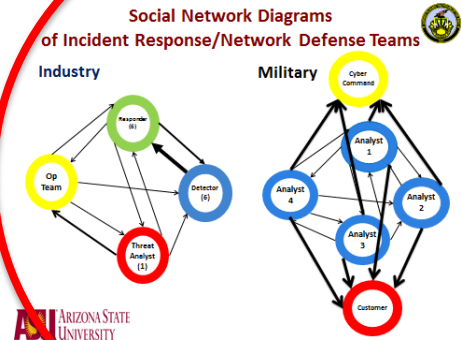 Social Network Diagrams
of Incident Response/Network Defense Teams
Industry
Military
Responder
(6)
Op
Team
Detector
(6)
Threat
Analyst
(1)
Cyber
Command
Analyst
1
Analyst
4
Analyst
2
Analyst
3
Customer
ASU ARIZONA STATE
UNIVERSITY